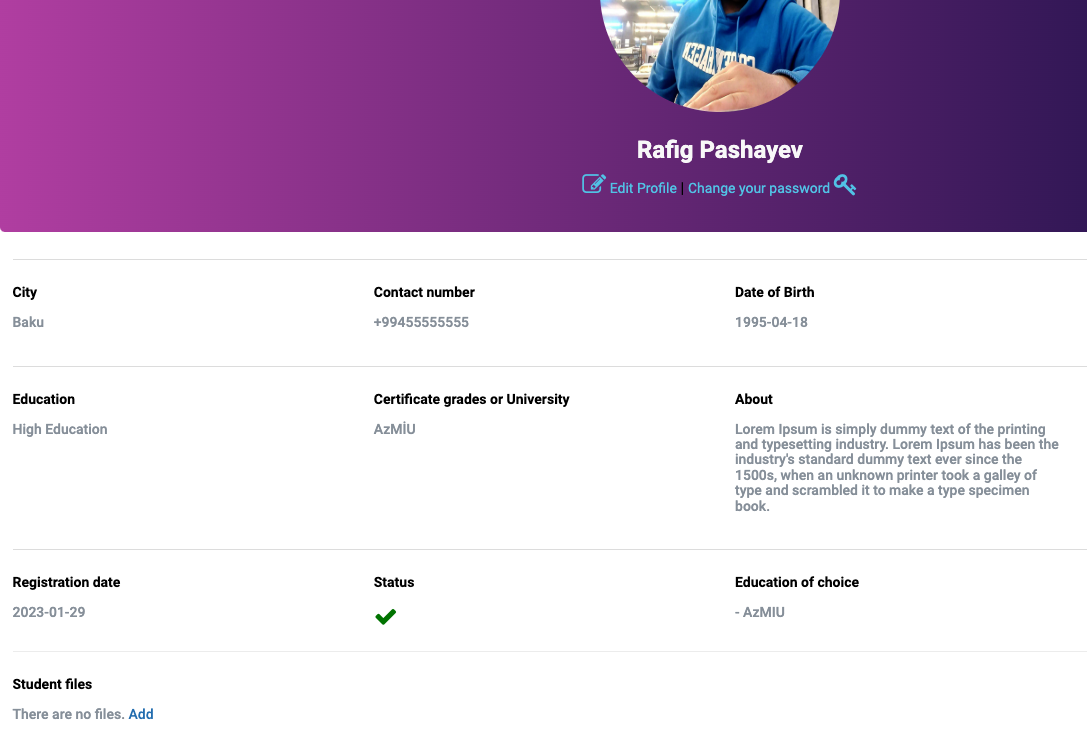 COPENHAGEN
Rafig Pashayev
Edit Profile | Change your password
City
Contact number
Date of Birth
Baku
+99455555555
1995-04-18
Education
Certificate grades or University
About
High Education
AzMİU
Lorem Ipsum is simply dummy text of the printing
and typesetting industry. Lorem Ipsum has been the
industry's standard dummy text ever since the
1500s, when an unknown printer took a galley of
type and scrambled it to make a type specimen
book.
Registration date
Status
Education of choice
2023-01-29
- AzMIU
Student files
There are no files. Add